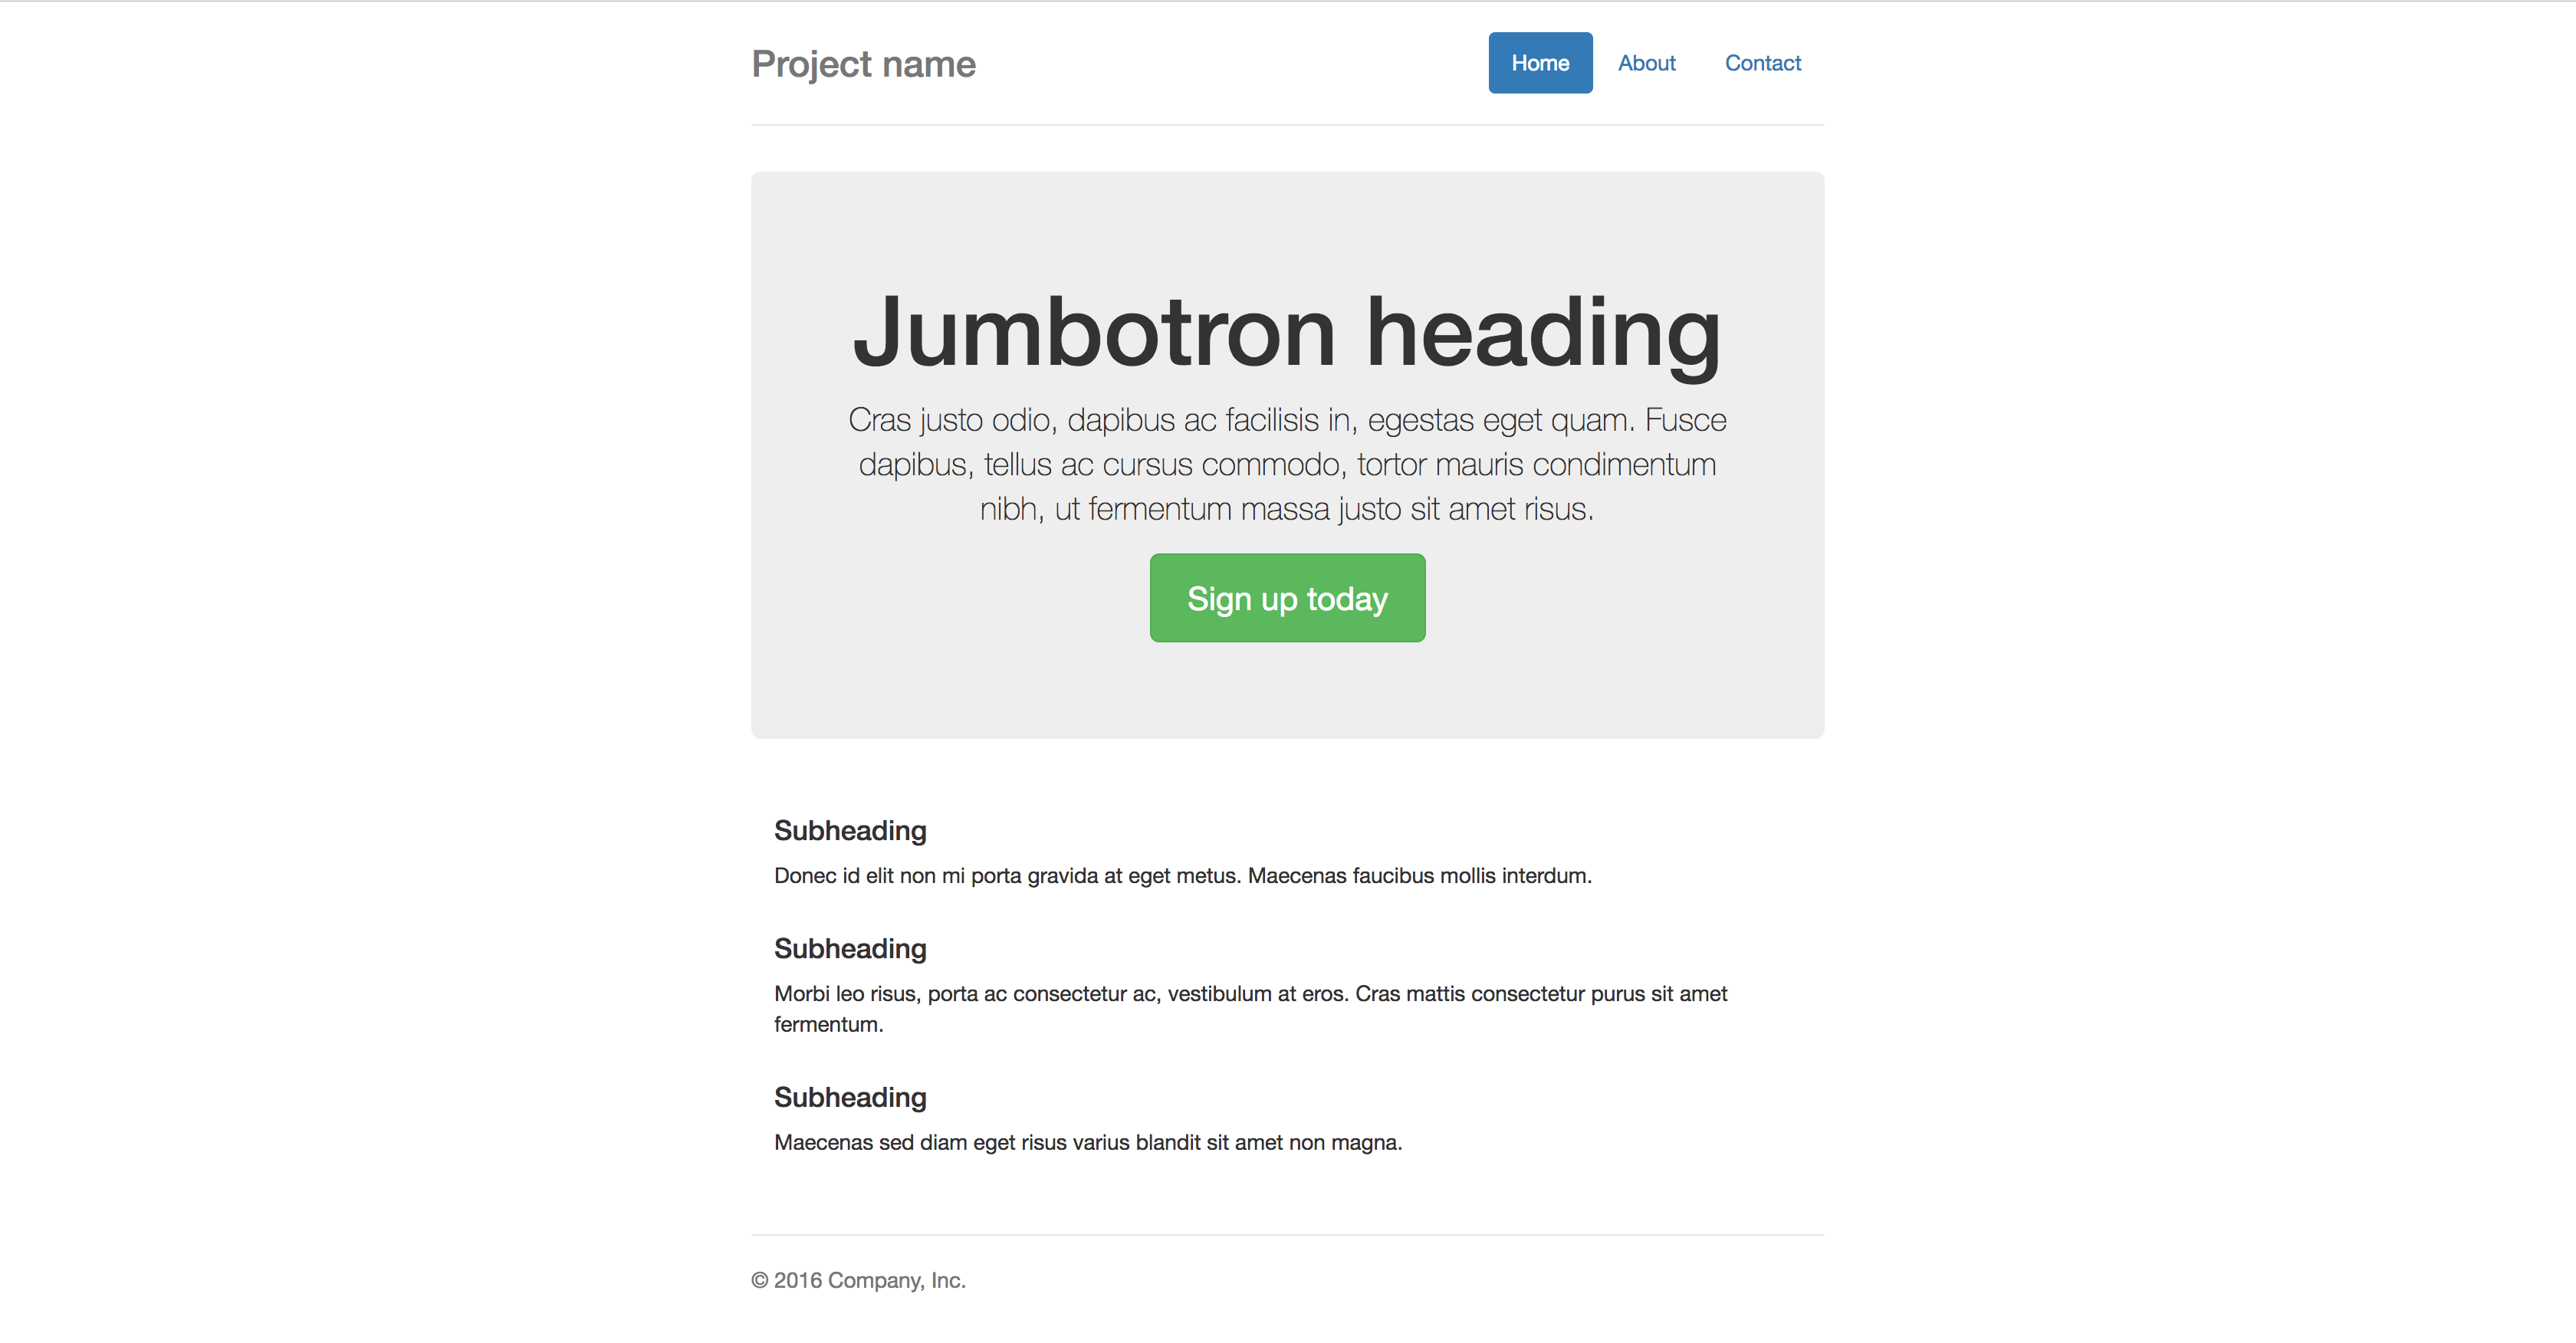 Project name
Home About Contact
Jumbotron heading
Cras justo odio, dapibus ac facilisis in, egestas eget quam. Fusce
dapibus, tellus ac cursus commodo, tortor mauris condimentum
nibh, ut fermentum massa justo sit amet risus.
Sign up today
Subheading
Donec id elit non mi porta gravida at eget metus. Maecenas faucibus mollis interdum.
Subheading
Morbi leo risus, porta ac consectetur ac, vestibulum at eros. Cras mattis consectetur purus sit amet
fermentum.
Subheading
Maecenas sed diam eget risus varius blandit sit amet non magna.
© 2016 Company, Inc.